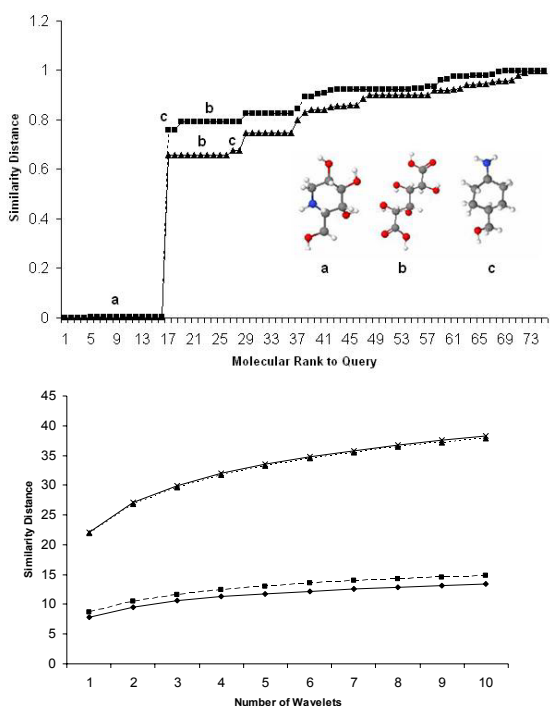 1.2
1
0.8
0.6
0.4
0.2
0
Similarity Distance
a
c
b
b
c
a b c
1 5 9 13 17 21 25 29 33 37 41 45 49 53 57 61 65 69 73
Molecular Rank to Query
45
40
35
30
25
20
15
10
5
0
Similarity Distance
1 2 3 4 5 6 7 8 9 10
Number of Wavelets